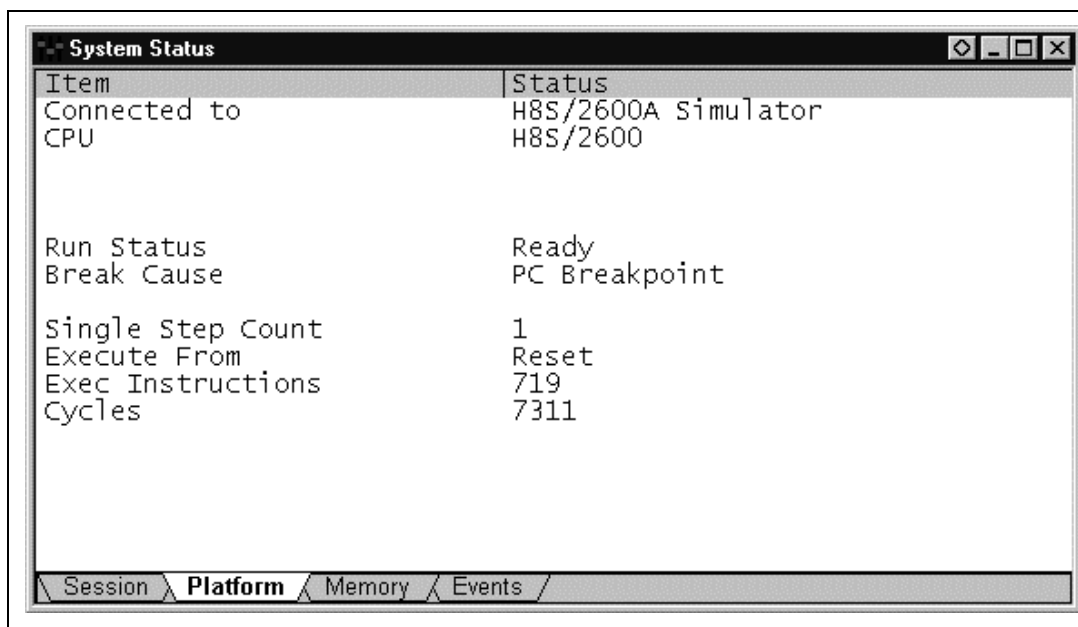 System Status
Item Status
Connected to H8S/2600A Simulator
CPU H8S/2600
Run Status Ready
Break Cause PC Breakpoint
Single Step Count 1
Execute From Reset
Exec Instructions 719
Cycles 7311
Session Platform Memory Events